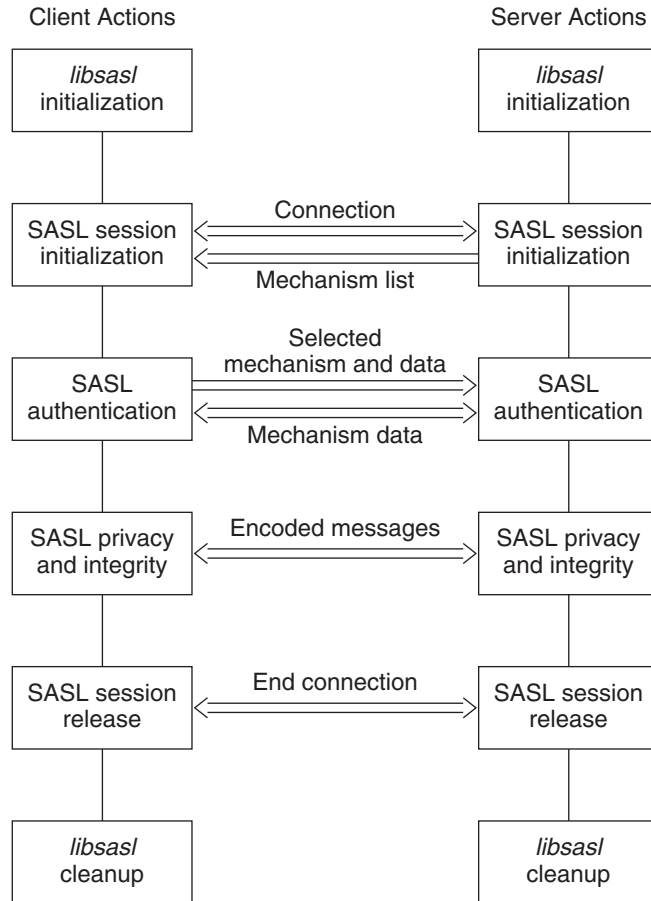 Client Actions
Server Actions
libsasl
initialization
libsasl
initialization
SASL session
initialization
Connection
Mechanism list
SASL session
initialization
SASL
authentication
Selected
mechanism and data
Mechanism data
SASL
authentication
SASL privacy
and integrity
Encoded messages
SASL privacy
and integrity
SASL session
release
End connection
SASL session
release
libsasl
cleanup
libsasl
cleanup